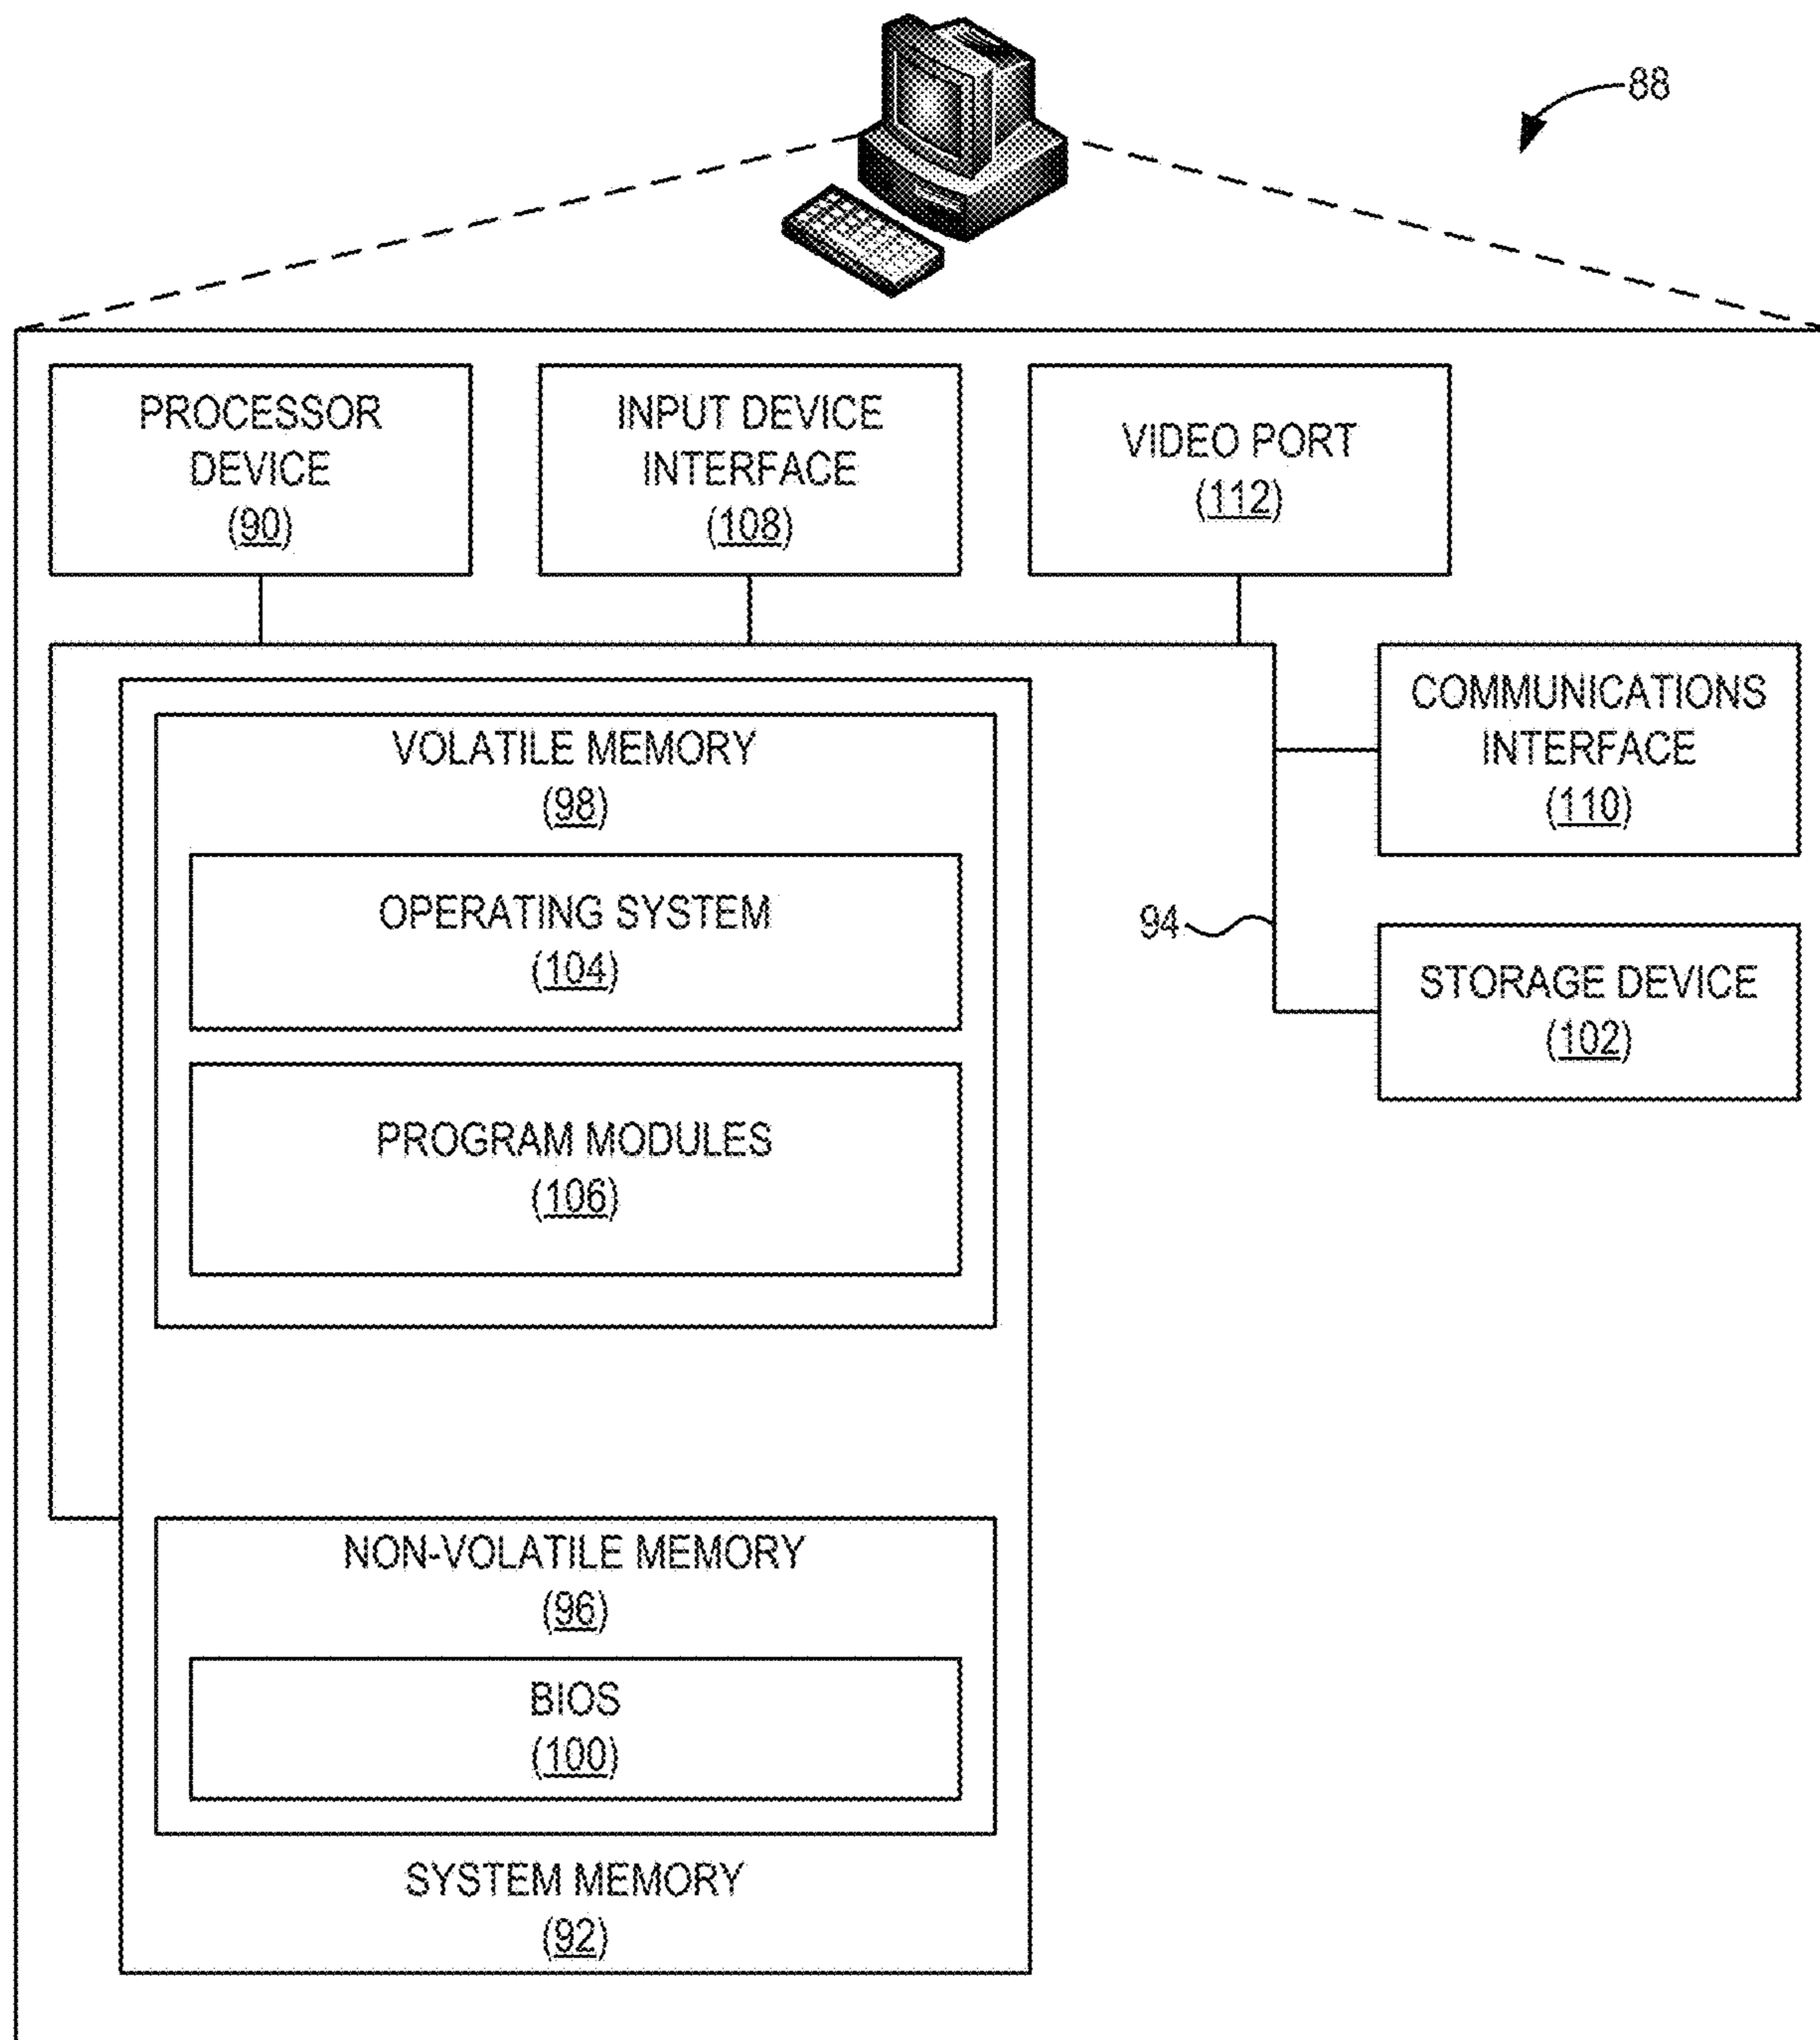 88
PROCESSOR
DEVICE
(90)
INPUT DEVICE
INTERFACE
(108)
VIDEO PORT
(112)
COMMUNICATIONS
INTERFACE
(110)
VOLATILE MEMORY
(98)
OPERATING SYSTEM
(104)
94
STORAGE DEVICE
(102)
PROGRAM MODULES
(106)
NON-VOLATILE MEMORY
(96)
BIOS
(100)
SYSTEM MEMORY
(92)